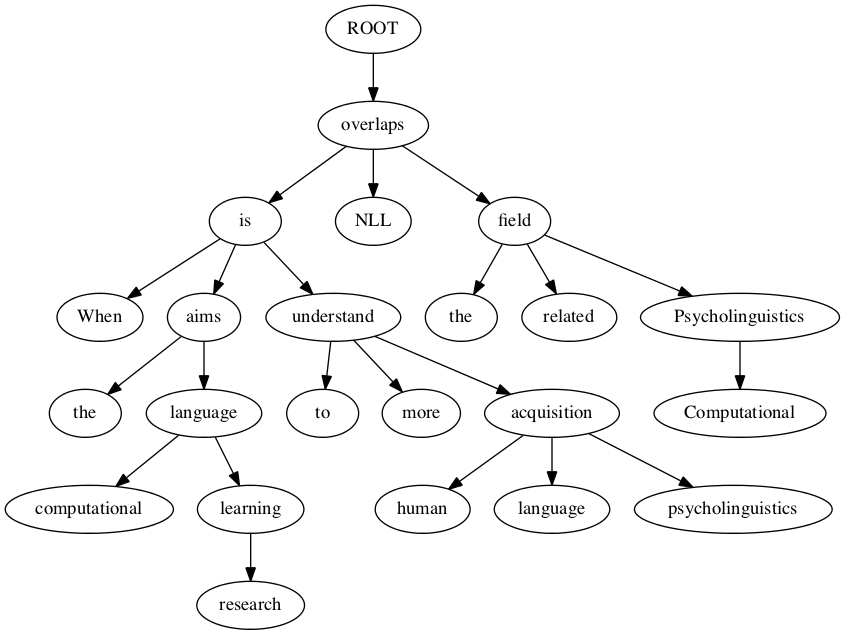 ROOT
overlaps
is NLL field
When aims understand the related Psycholinguistics
the language to more acquisition Computational
computational learning human language psycholinguistics
research